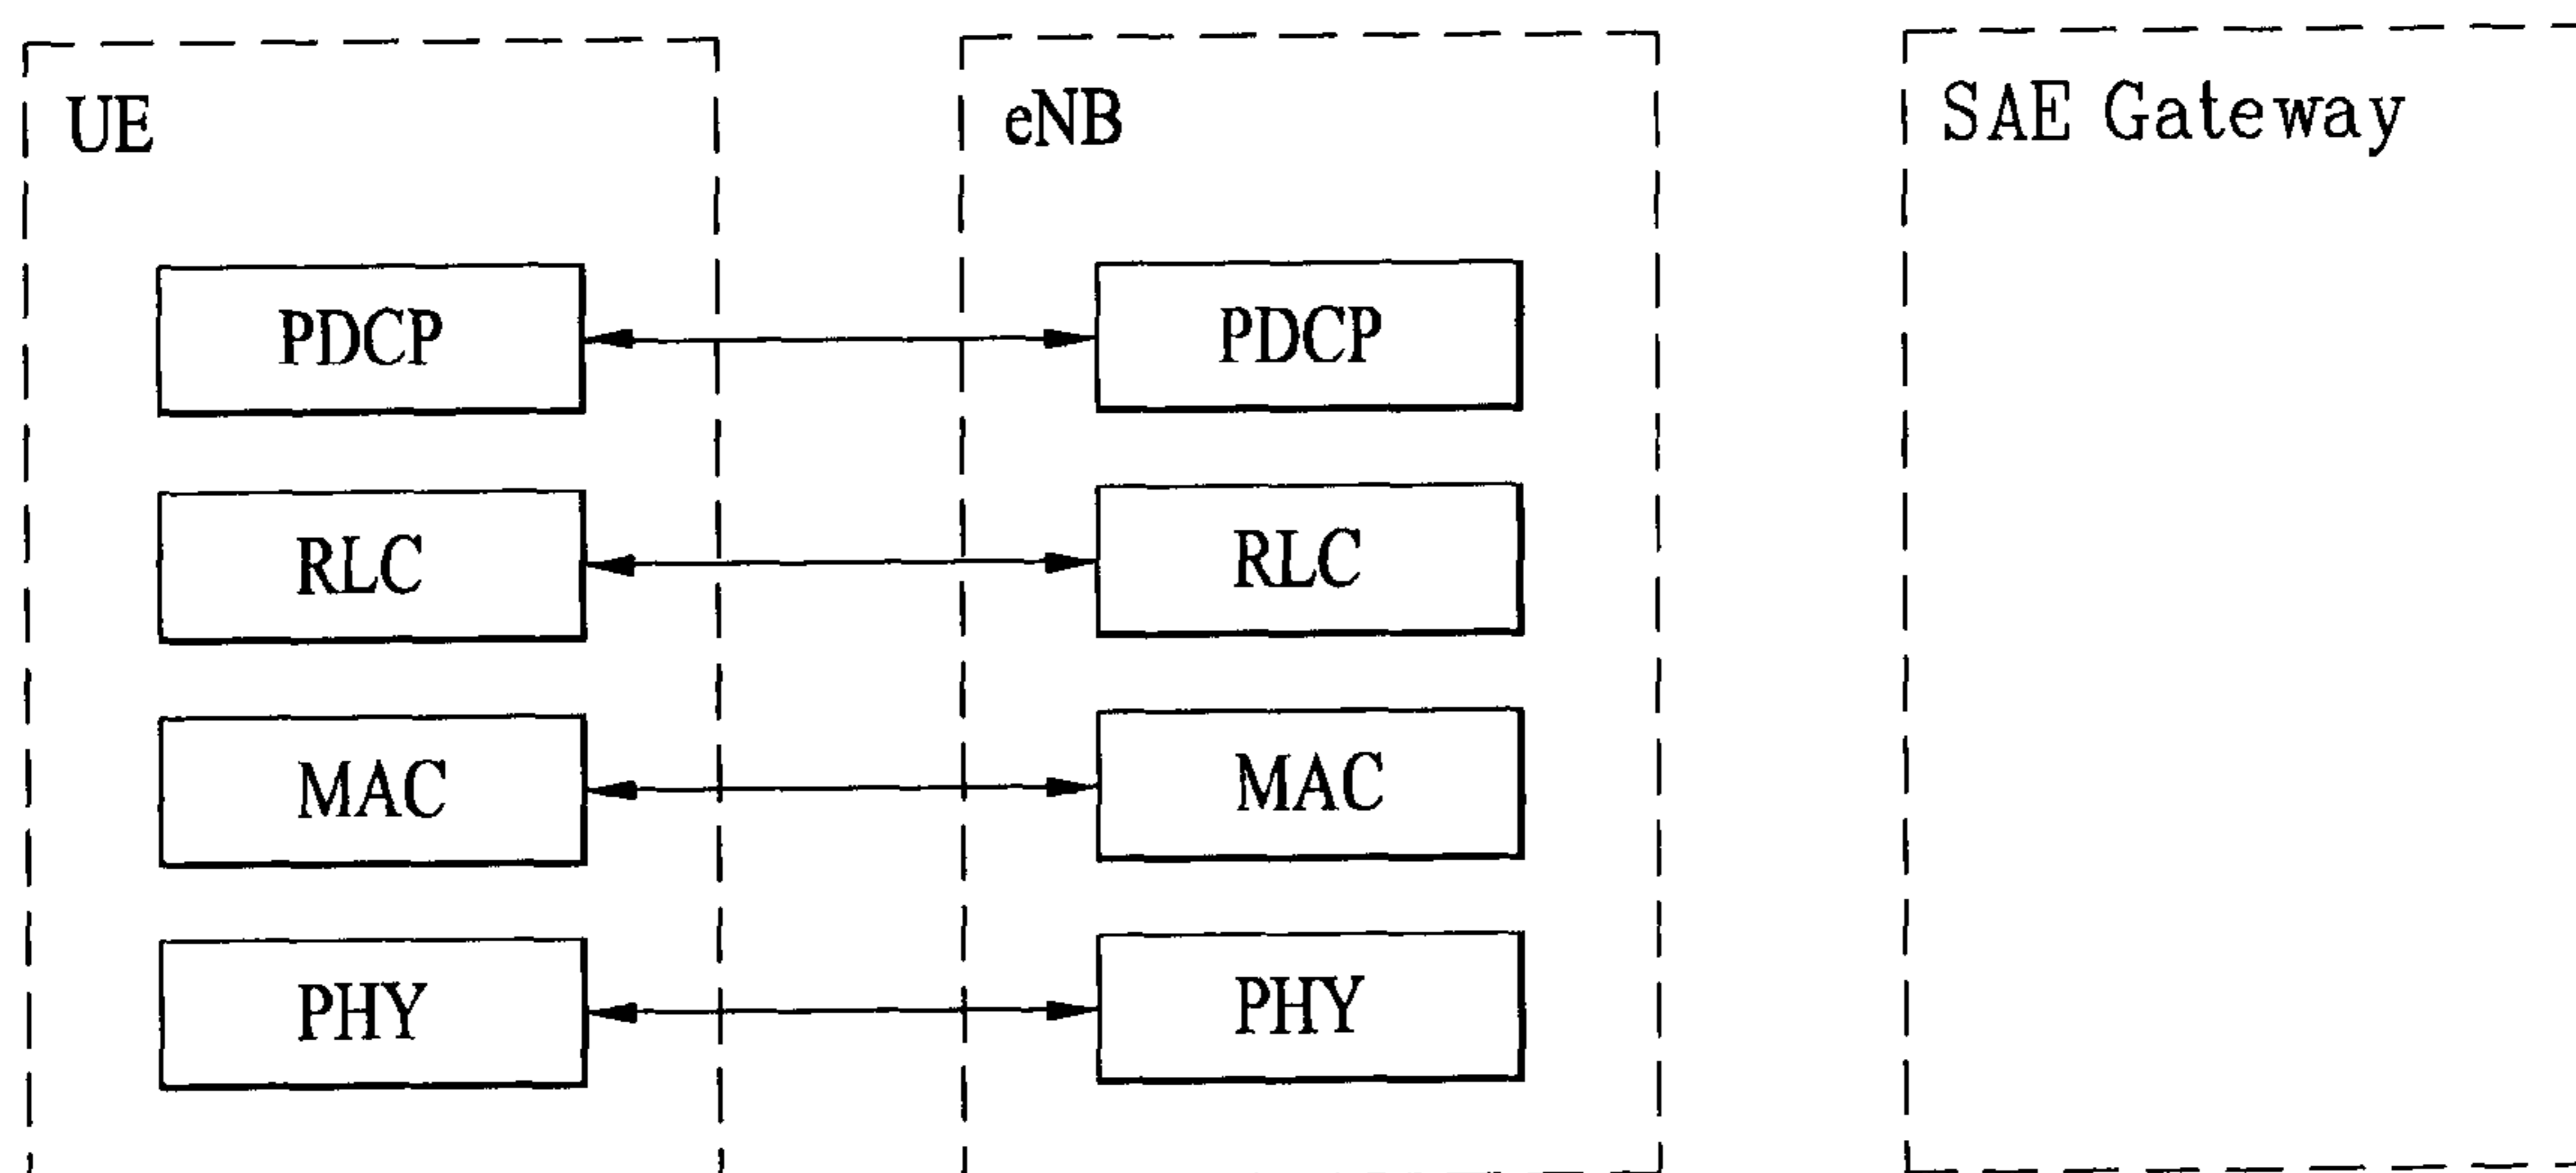 UE
eNB
SAE Gateway
PDCP
PDCP
RLC
RLC
MAC
MAC
PHY
PHY